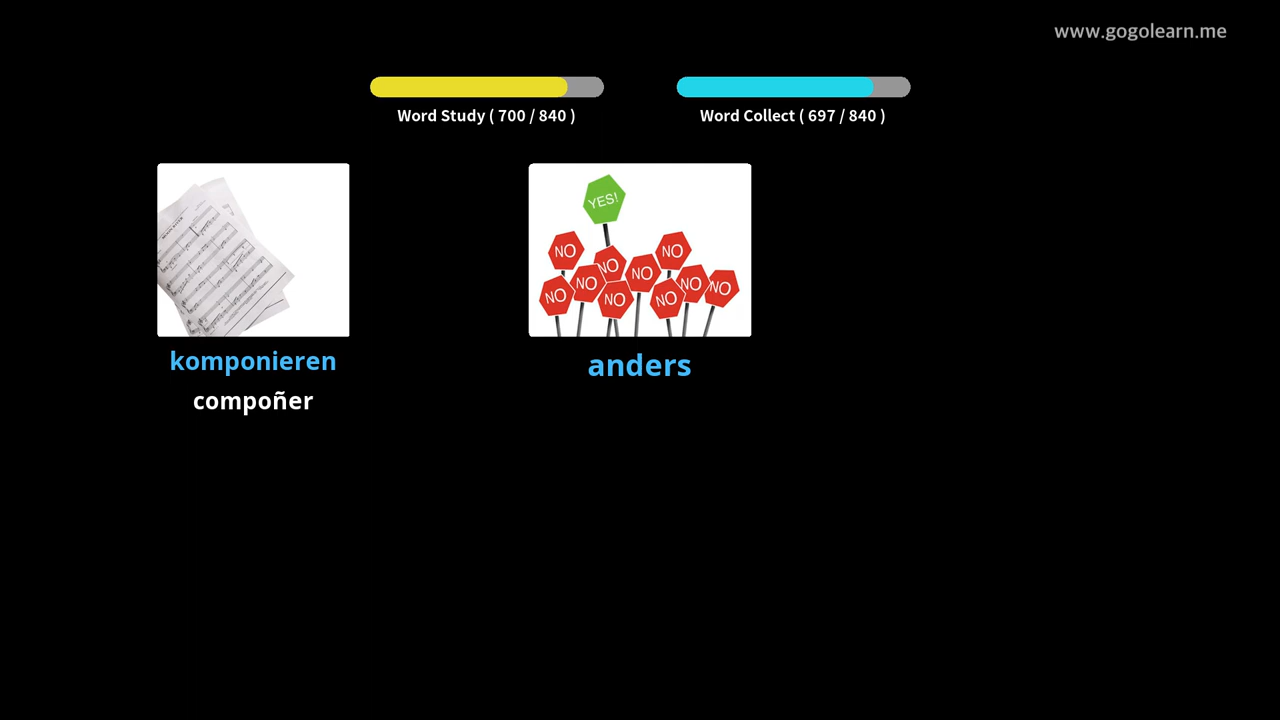 www.gogolearn.me
Word Study ( 700 / 840 )
Word Collect ( 697 / 840 )
YES!
NO
NO
NO
NO
NO
NO
NO
NO
NO
NO
komponieren
anders
compoñer